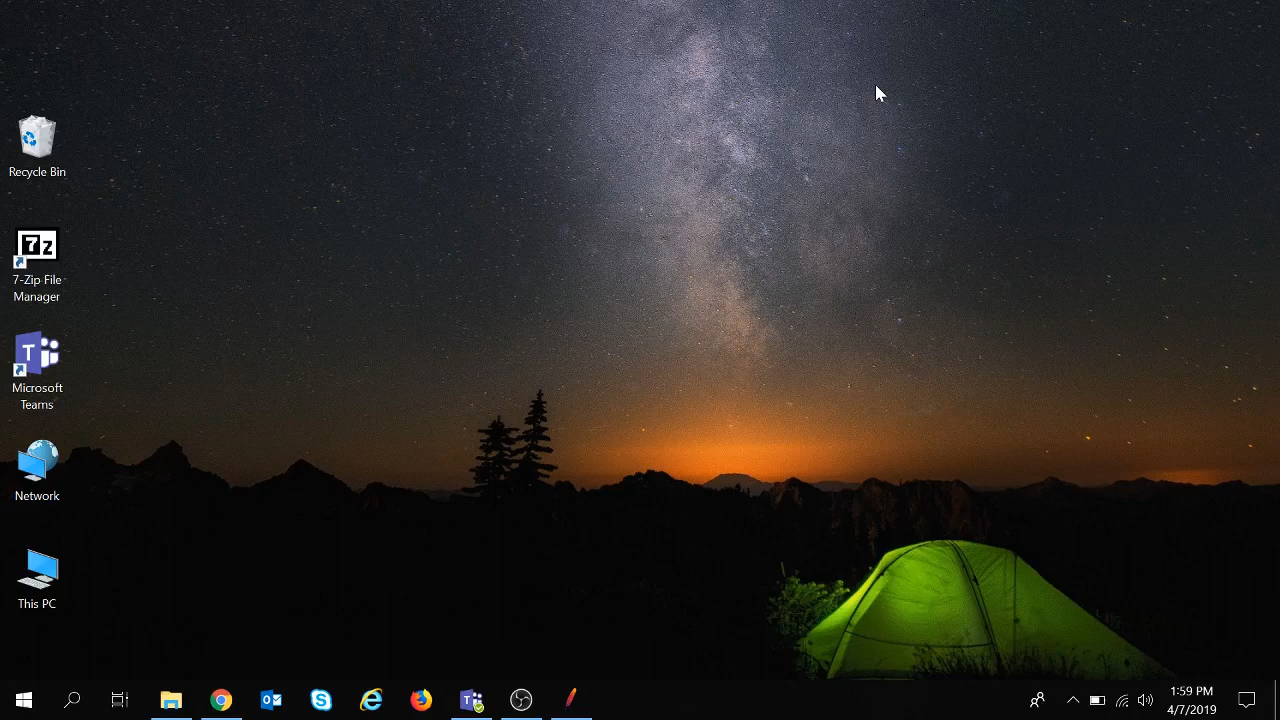 Recycle Bin
7z
7-Zip File
Manager
T
Microsoft
Teams
Network
This PC
1:59 PM
4/7/2019